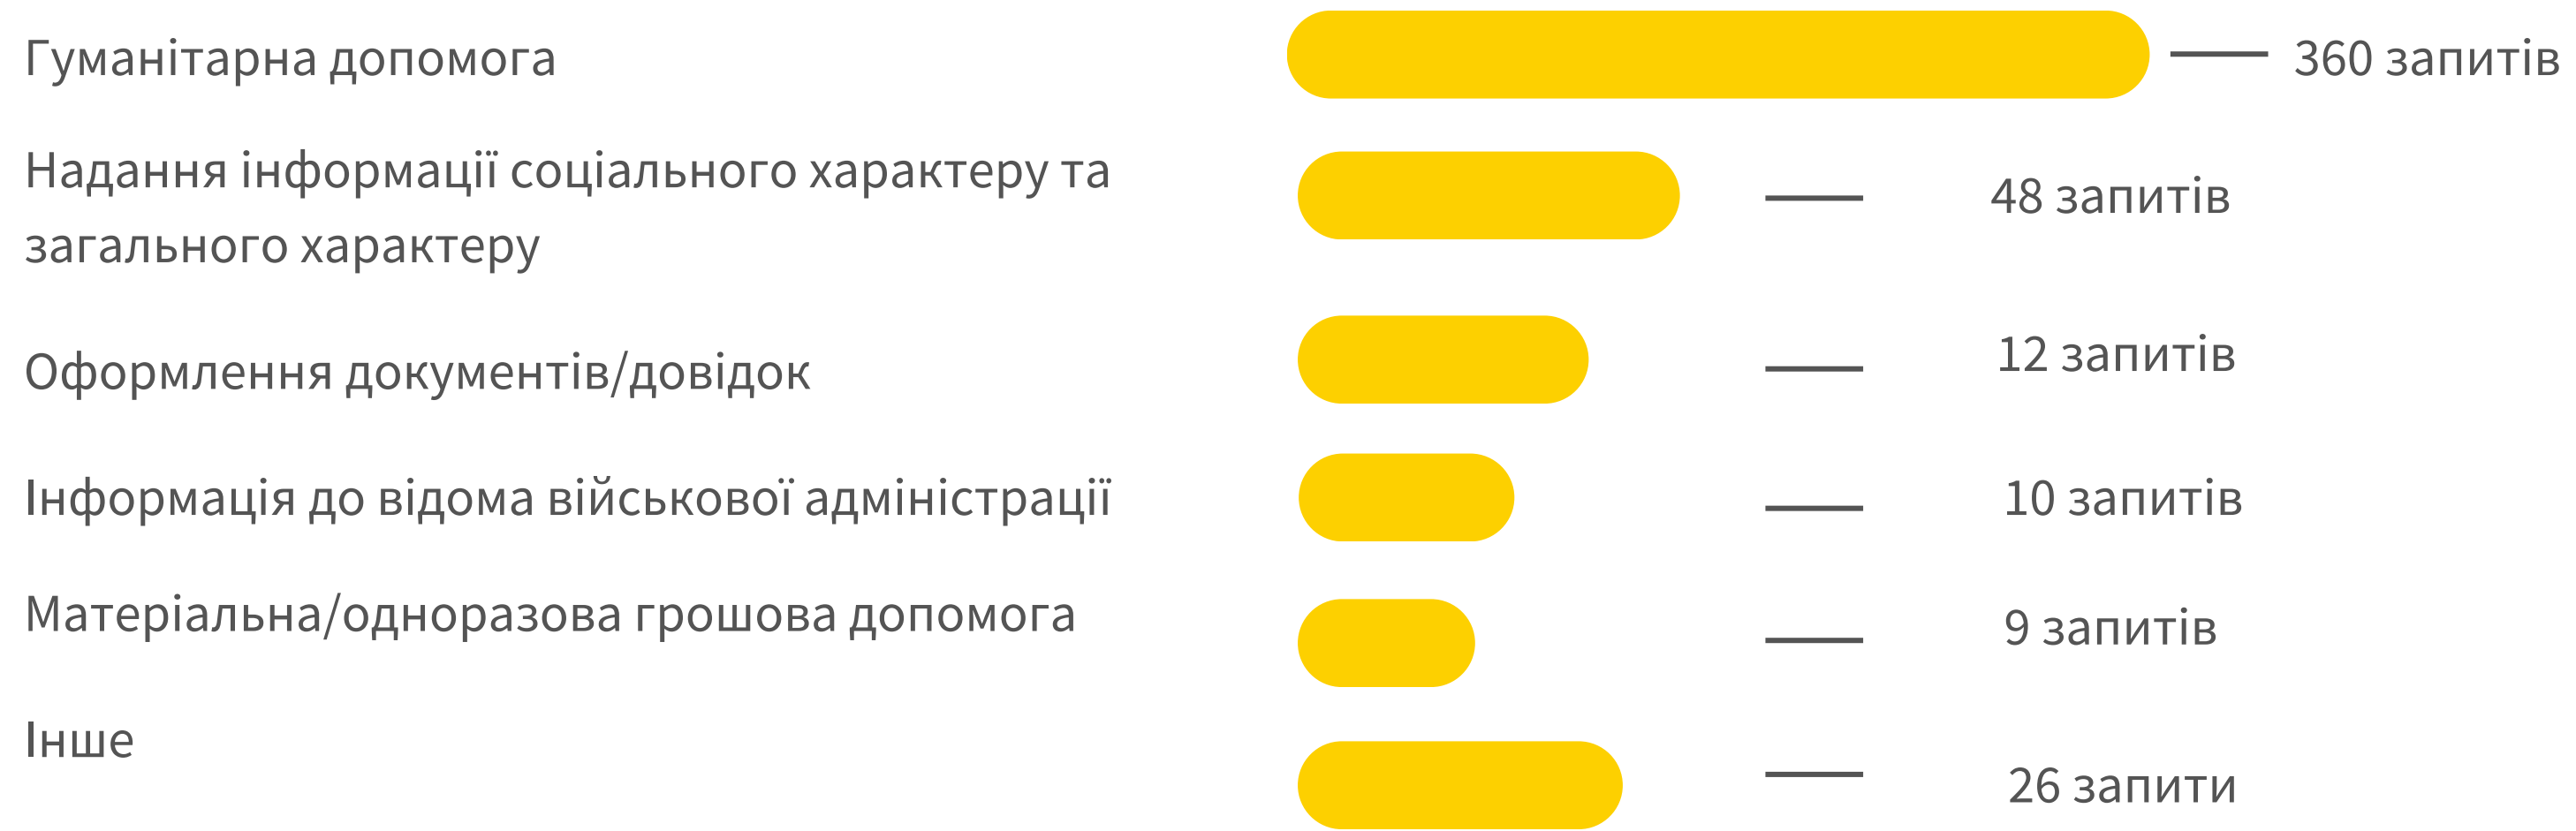 Гуманітарна допомога
360 запитів
Надання інформації соціального характеру та
загального характеру
48 запитів
Оформлення документів/довідок
12 запитів
Інформація до відома військової адміністрації
10 запитів
Матеріальна/одноразова грошова допомога
9 запитів
Інше
26 запити